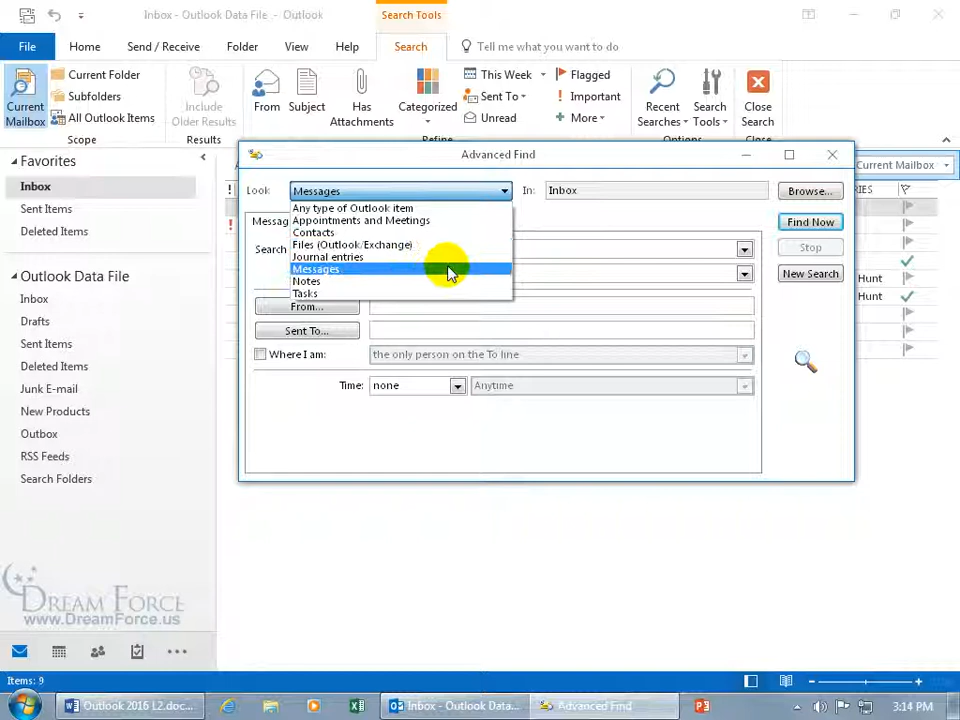 Inbox - Outlook Data File - Outlook
Search Tools
File Home Send / Receive Folder View Help Search Tell me what you want to do
Current Mailbox
Current Folder
Subfolders
All Outlook Items
Scope
Include Older Results
Results
From
Subject
Has Attachments
Categorized
This Week
Sent To
Unread
Flagged
Important
More
Refine
Recent Searches
Search Tools
Options
Close Search
Close
Favorites
Inbox
Sent Items
Deleted Items
Outlook Data File
Inbox
Drafts
Sent Items
Deleted Items
Junk E-mail
New Products
Outbox
RSS Feeds
Search Folders
Current Mailbox
Hunt
Hunt
Advanced Find
Look: Messages In: Inbox Browse...
Any type of Outlook item
Appointments and Meetings
Contacts
Files (Outlook/Exchange)
Journal entries
Messages
Notes
Tasks
Search
From...
Sent To...
Where I am: the only person on the To line
Time: none Anytime
Find Now
Stop
New Search
DREAM FORCE
www.DreamForce.us
Items: 9
Outlook 2016 L2.doc...
Inbox - Outlook Data...
Advanced Find
3:14 PM